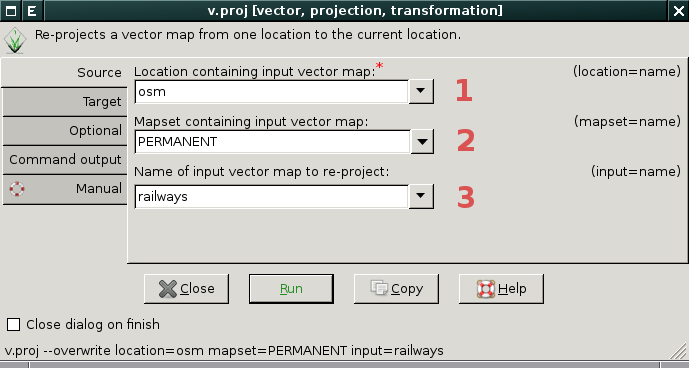 v.proj [vector, projection, transformation]
Re-projects a vector map from one location to the current location.
Source
Target
Optional
Command output
Manual
Location containing input vector map:* (location=name)
osm 1
Mapset containing input vector map: (mapset=name)
PERMANENT 2
Name of input vector map to re-project: (input=name)
railways 3
Close Run Copy Help
Close dialog on finish
v.proj --overwrite location=osm mapset=PERMANENT input=railways